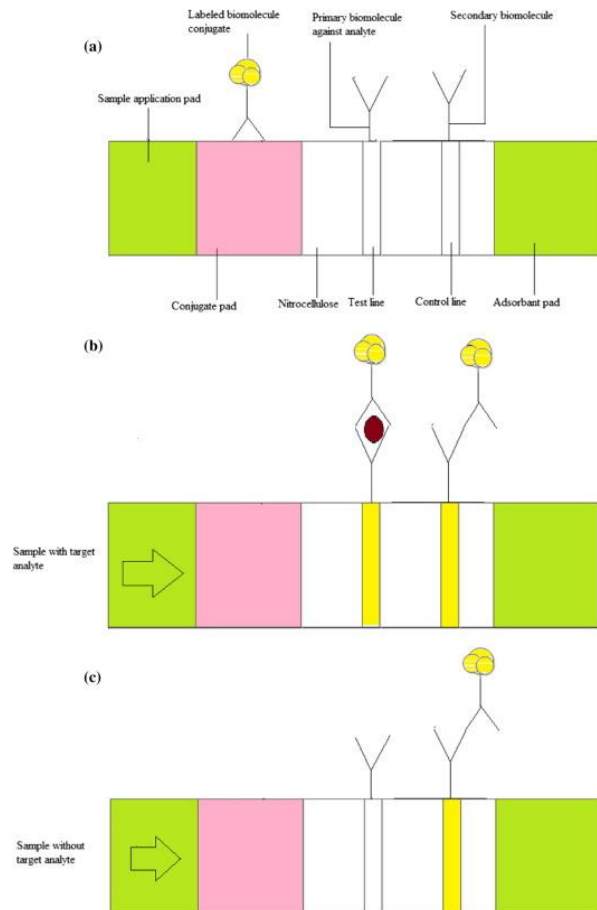 Labeled biomolecule
conjugate
Primary biomolecule
against analyte
Secondary biomolecule
(a)
Sample application pad
Conjugate pad
Nitrocellulose
Test line
Control line
Adsorbant pad
(b)
Sample with target
analyte
(c)
Sample without
target analyte